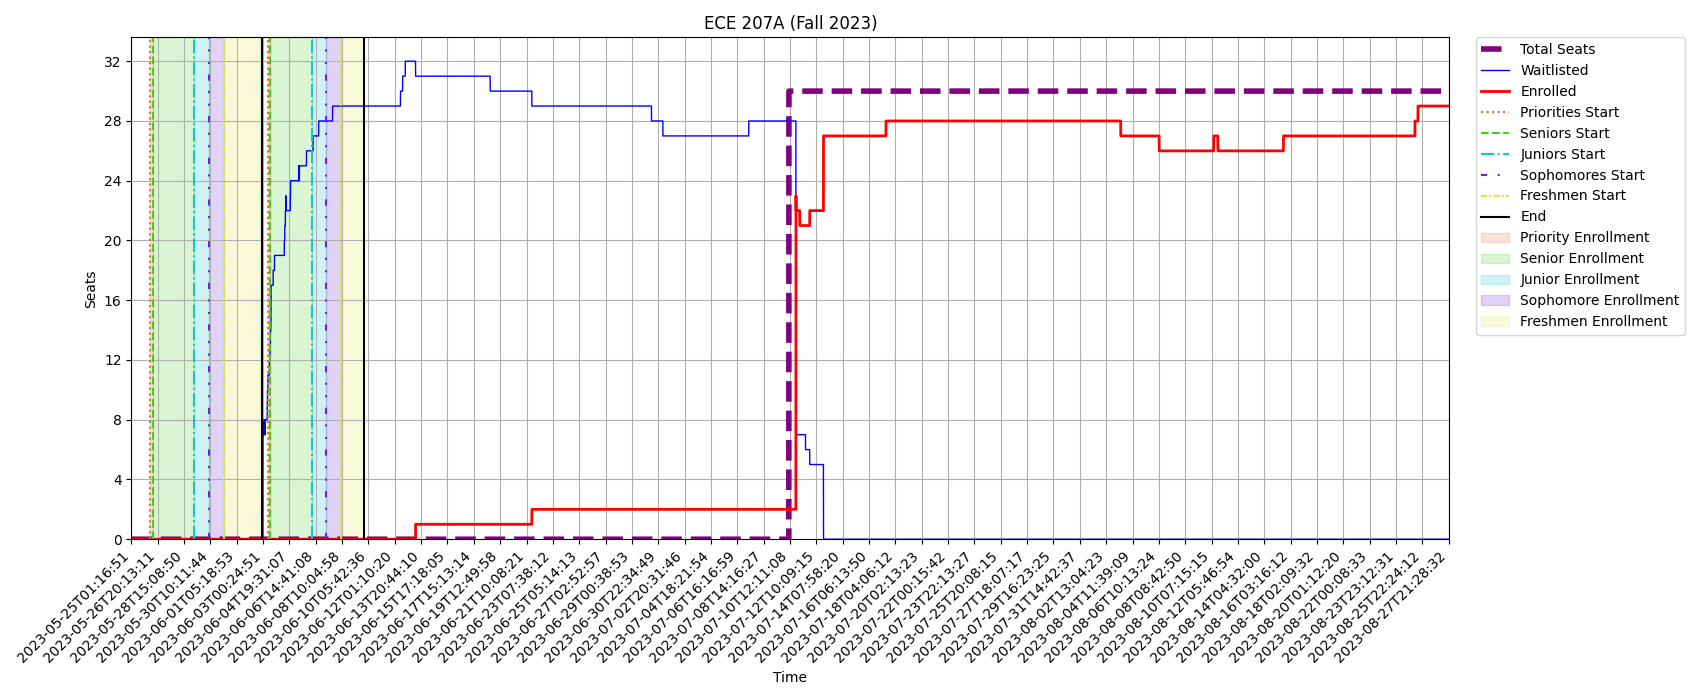 ECE 207A (Fall 2023)
Seats
32
28
24
20
16
12
8
4
0
2023-05-25T01:16:51
2023-05-26T20:13:11
2023-05-28T15:08:50
2023-05-30T10:11:44
2023-06-01T05:18:53
2023-06-03T00:24:51
2023-06-04T19:31:07
2023-06-06T14:41:08
2023-06-08T10:04:58
2023-06-10T05:42:36
2023-06-12T01:10:20
2023-06-13T20:44:10
2023-06-15T17:18:05
2023-06-17T15:13:14
2023-06-19T12:49:58
2023-06-21T10:08:21
2023-06-23T07:38:12
2023-06-25T05:14:13
2023-06-27T02:52:57
2023-06-29T00:38:53
2023-06-30T22:34:49
2023-07-02T20:31:46
2023-07-04T18:21:54
2023-07-06T16:16:59
2023-07-08T14:16:27
2023-07-10T12:11:08
2023-07-12T10:09:15
2023-07-14T07:58:20
2023-07-16T06:13:50
2023-07-18T04:06:12
2023-07-20T02:13:23
2023-07-22T00:15:42
2023-07-23T22:13:27
2023-07-25T20:08:15
2023-07-27T18:07:17
2023-07-29T16:23:25
2023-07-31T14:42:37
2023-08-02T13:04:23
2023-08-04T11:39:09
2023-08-06T10:13:24
2023-08-08T08:42:50
2023-08-10T07:15:15
2023-08-12T05:46:54
2023-08-14T04:32:00
2023-08-16T03:16:12
2023-08-18T02:09:32
2023-08-20T01:12:20
2023-08-22T00:08:33
2023-08-23T23:12:31
2023-08-25T22:24:12
2023-08-27T21:28:32
Time
Total Seats
Waitlisted
Enrolled
Priorities Start
Seniors Start
Juniors Start
Sophomores Start
Freshmen Start
End
Priority Enrollment
Senior Enrollment
Junior Enrollment
Sophomore Enrollment
Freshmen Enrollment